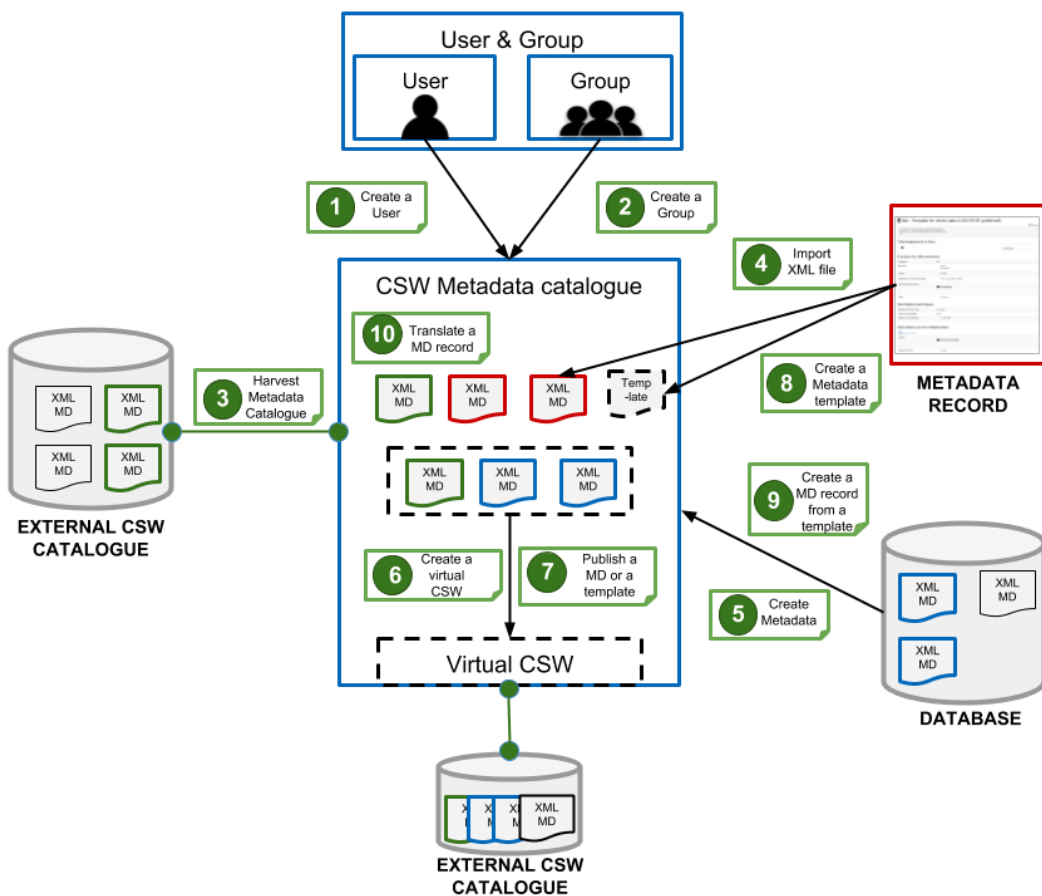 User & Group
User
Group
1
Create a
User
2
Create a
Group
4
Import
XML file
CSW Metadata catalogue
10
Translate a
MD record
XML
MD
XML
MD
XML
MD
Temp
-late
8
Create a
Metadata
template
METADATA
RECORD
3
Harvest
Metadata
Catalogue
XML
MD
XML
MD
XML
MD
XML
MD
EXTERNAL CSW
CATALOGUE
XML
MD
XML
MD
XML
MD
9
Create a
MD record
from a
template
6
Create a
virtual
CSW
7
Publish a
MD or a
template
5
Create
Metadata
XML
MD
XML
MD
XML
MD
DATABASE
Virtual CSW
XML
MD
EXTERNAL CSW
CATALOGUE